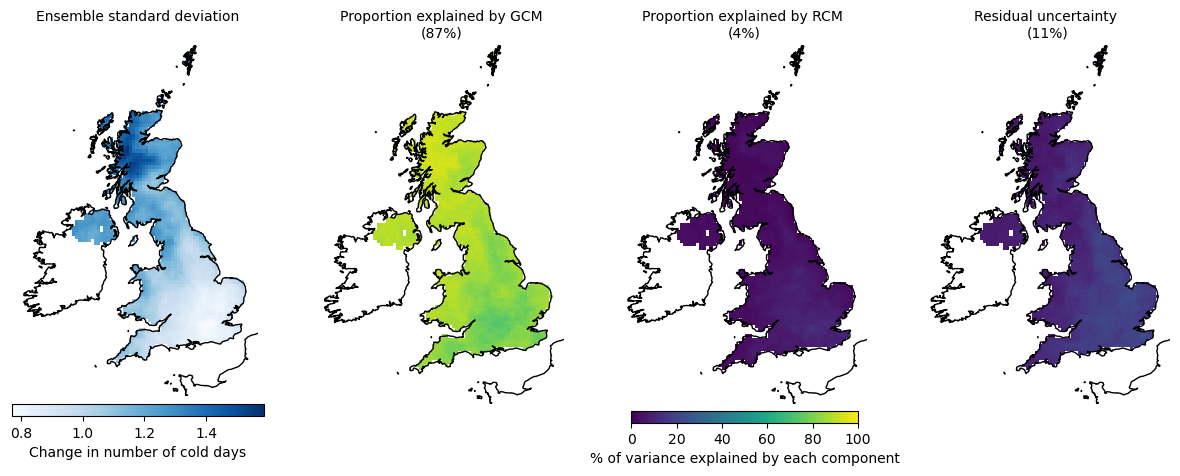 Ensemble standard deviation
Proportion explained by GCM
(87%)
Proportion explained by RCM
(4%)
Residual uncertainty
(11%)
0.8 1.0 1.2 1.4
Change in number of cold days
0 20 40 60 80 100
% of variance explained by each component